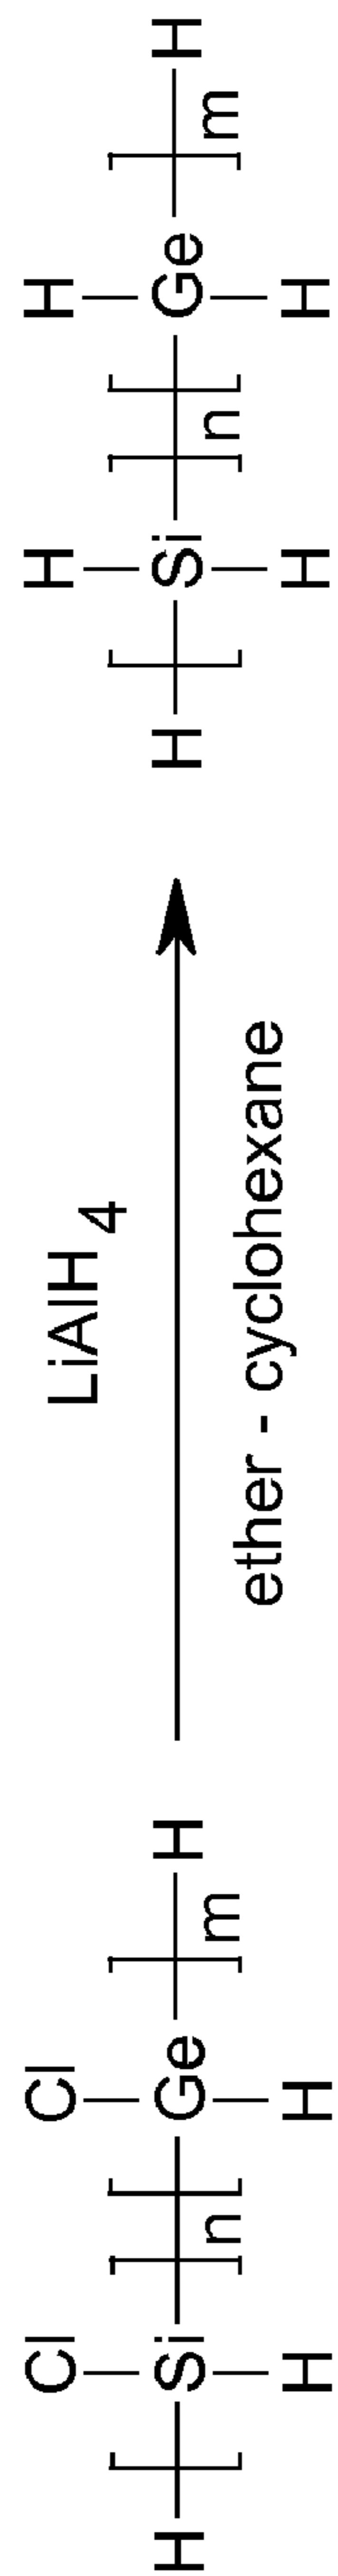 Cl Cl LiAlH4 H H
H Si Ge H H Si Ge H
n m n m
ether - cyclohexane
H H H H